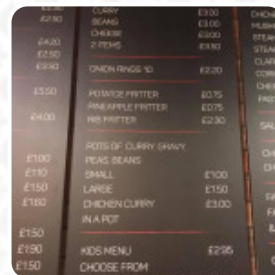 £2.50
CURRY £3.00
BEANS £3.00
CHEESE £3.00
2 ITEMS £3.50
£4.20
£2.50
£3.50
ONION RINGS 10 £2.20
£5.50
POTATOE FRITTER £0.75
PINEAPPLE FRITTER £0.75
RIB FRITTER £2.30
£4.00
POTS OF CURRY GRAVY
PEAS BEANS
SMALL £1.00
LARGE £1.50
CHICKEN CURRY £3.00
IN A POT
£1.00
£1.10
£1.50
£1.60
£1.50
£1.90
£1.50
KIDS MENU £2.95
CHOOSE FROM